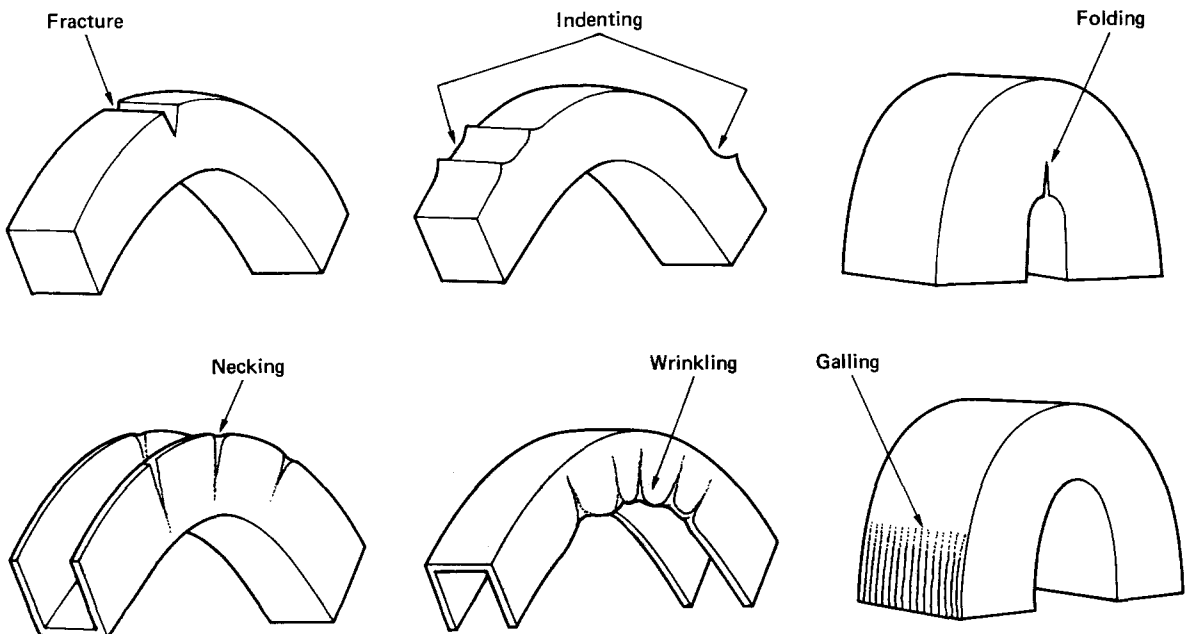 Fracture
Indenting
Folding
Necking
Wrinkling
Galling